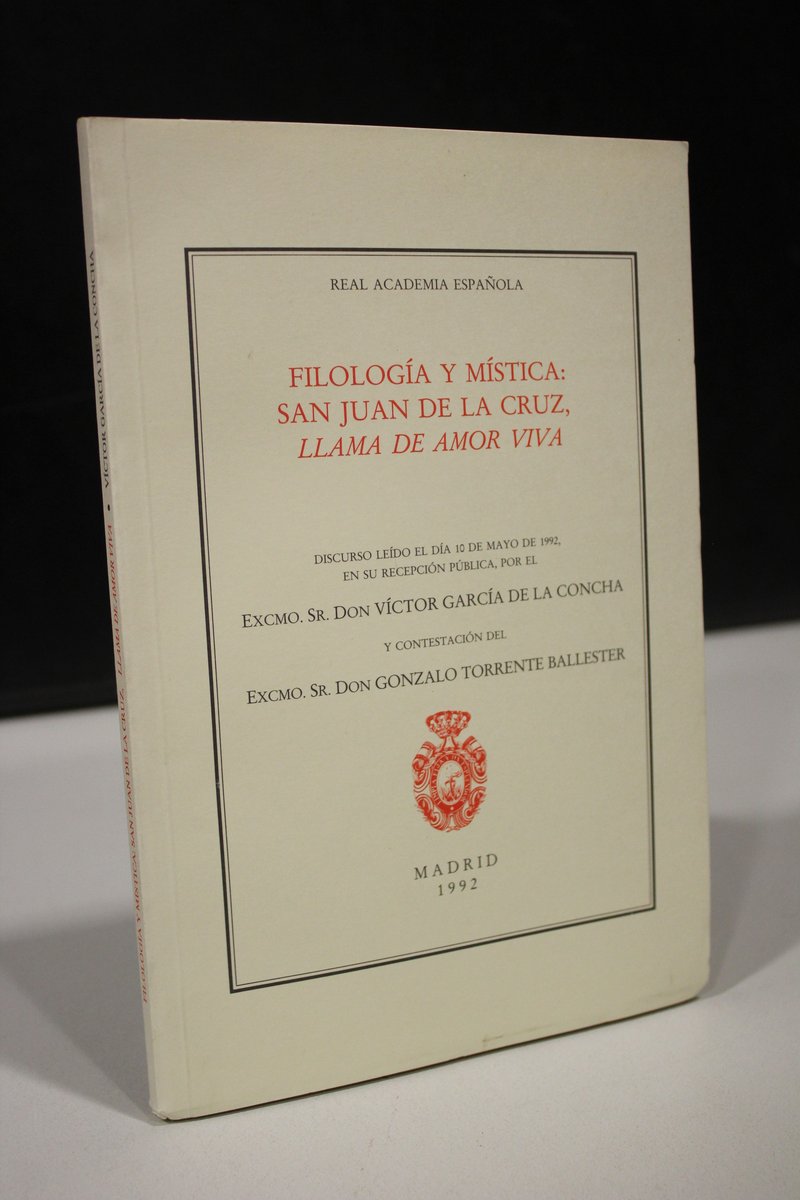 REAL ACADEMIA ESPAÑOLA
FILOLOGÍA Y MÍSTICA:
SAN JUAN DE LA CRUZ,
LLAMA DE AMOR VIVA
DISCURSO LEÍDO EL DÍA 10 DE MAYO DE 1992,
EN SU RECEPCIÓN PÚBLICA, POR EL
EXCMO. SR. DON VÍCTOR GARCÍA DE LA CONCHA
Y CONTESTACIÓN DEL
EXCMO. SR. DON GONZALO TORRENTE BALLESTER
MADRID
1992
FILOLOGÍA Y MÍSTICA: SAN JUAN DE LA CRUZ, LLAMA DE AMOR VIVA • VÍCTOR GARCÍA DE LA CONCHA